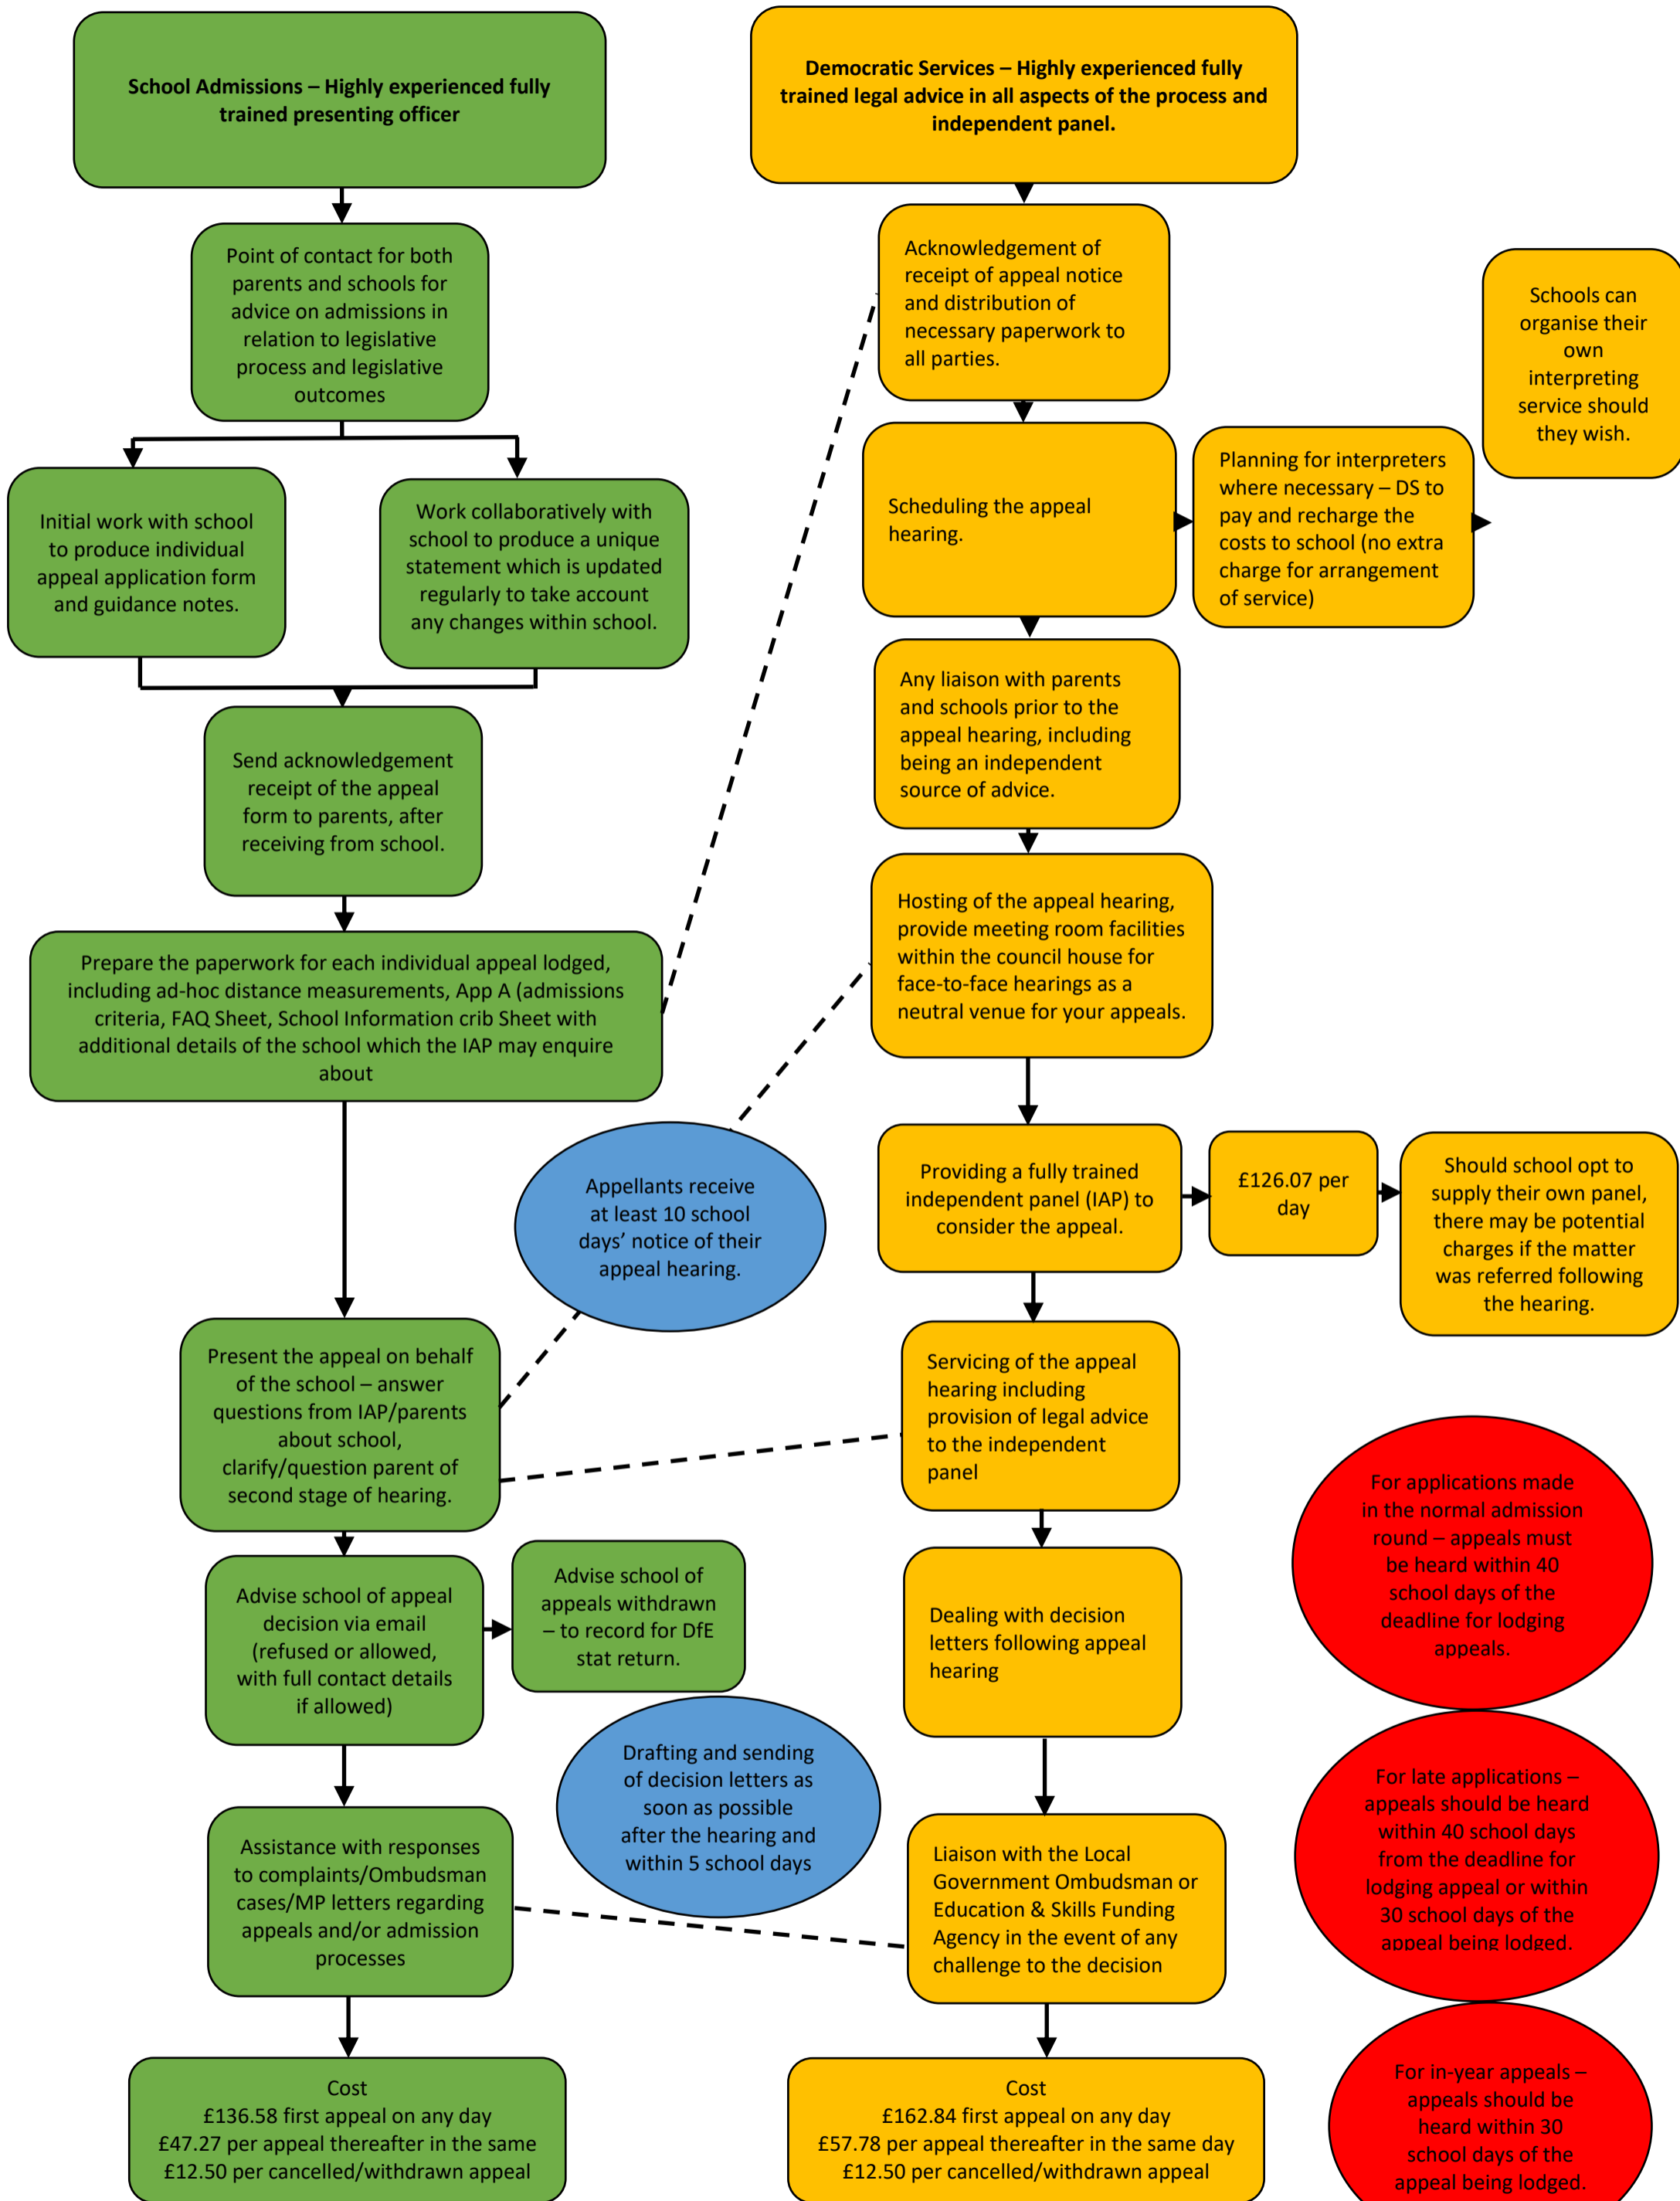 School Admissions – Highly experienced fully
trained presenting officer
Point of contact for both
parents and schools for
advice on admissions in
relation to legislative
process and legislative
outcomes
Initial work with school
to produce individual
appeal application form
and guidance notes.
Work collaboratively with
school to produce a unique
statement which is updated
regularly to take account
any changes within school.
Send acknowledgement
receipt of the appeal
form to parents, after
receiving from school.
Prepare the paperwork for each individual appeal lodged,
including ad-hoc distance measurements, App A (admissions
criteria, FAQ Sheet, School Information crib Sheet with
additional details of the school which the IAP may enquire
about
Present the appeal on behalf
of the school – answer
questions from IAP/parents
about school,
clarify/question parent of
second stage of hearing.
Advise school of appeal
decision via email
(refused or allowed,
with full contact details
if allowed)
Advise school of
appeals withdrawn
– to record for DfE
stat return.
Assistance with responses
to complaints/Ombudsman
cases/MP letters regarding
appeals and/or admission
processes
Cost
£136.58 first appeal on any day
£47.27 per appeal thereafter in the same
£12.50 per cancelled/withdrawn appeal
Appellants receive
at least 10 school
days’ notice of their
appeal hearing.
Drafting and sending
of decision letters as
soon as possible
after the hearing and
within 5 school days
Democratic Services – Highly experienced fully
trained legal advice in all aspects of the process and
independent panel.
Acknowledgement of
receipt of appeal notice
and distribution of
necessary paperwork to
all parties.
Scheduling the appeal
hearing.
Planning for interpreters
where necessary – DS to
pay and recharge the
costs to school (no extra
charge for arrangement
of service)
Schools can
organise their
own
interpreting
service should
they wish.
Any liaison with parents
and schools prior to the
appeal hearing, including
being an independent
source of advice.
Hosting of the appeal hearing,
provide meeting room facilities
within the council house for
face-to-face hearings as a
neutral venue for your appeals.
Providing a fully trained
independent panel (IAP) to
consider the appeal.
£126.07 per
day
Should school opt to
supply their own panel,
there may be potential
charges if the matter
was referred following
the hearing.
Servicing of the appeal
hearing including
provision of legal advice
to the independent
panel
Dealing with decision
letters following appeal
hearing
Liaison with the Local
Government Ombudsman or
Education & Skills Funding
Agency in the event of any
challenge to the decision
Cost
£162.84 first appeal on any day
£57.78 per appeal thereafter in the same day
£12.50 per cancelled/withdrawn appeal
For applications made
in the normal admission
round – appeals must
be heard within 40
school days of the
deadline for lodging
appeals.
For late applications –
appeals should be heard
within 40 school days
from the deadline for
lodging appeal or within
30 school days of the
appeal being lodged.
For in-year appeals –
appeals should be
heard within 30
school days of the
appeal being lodged.